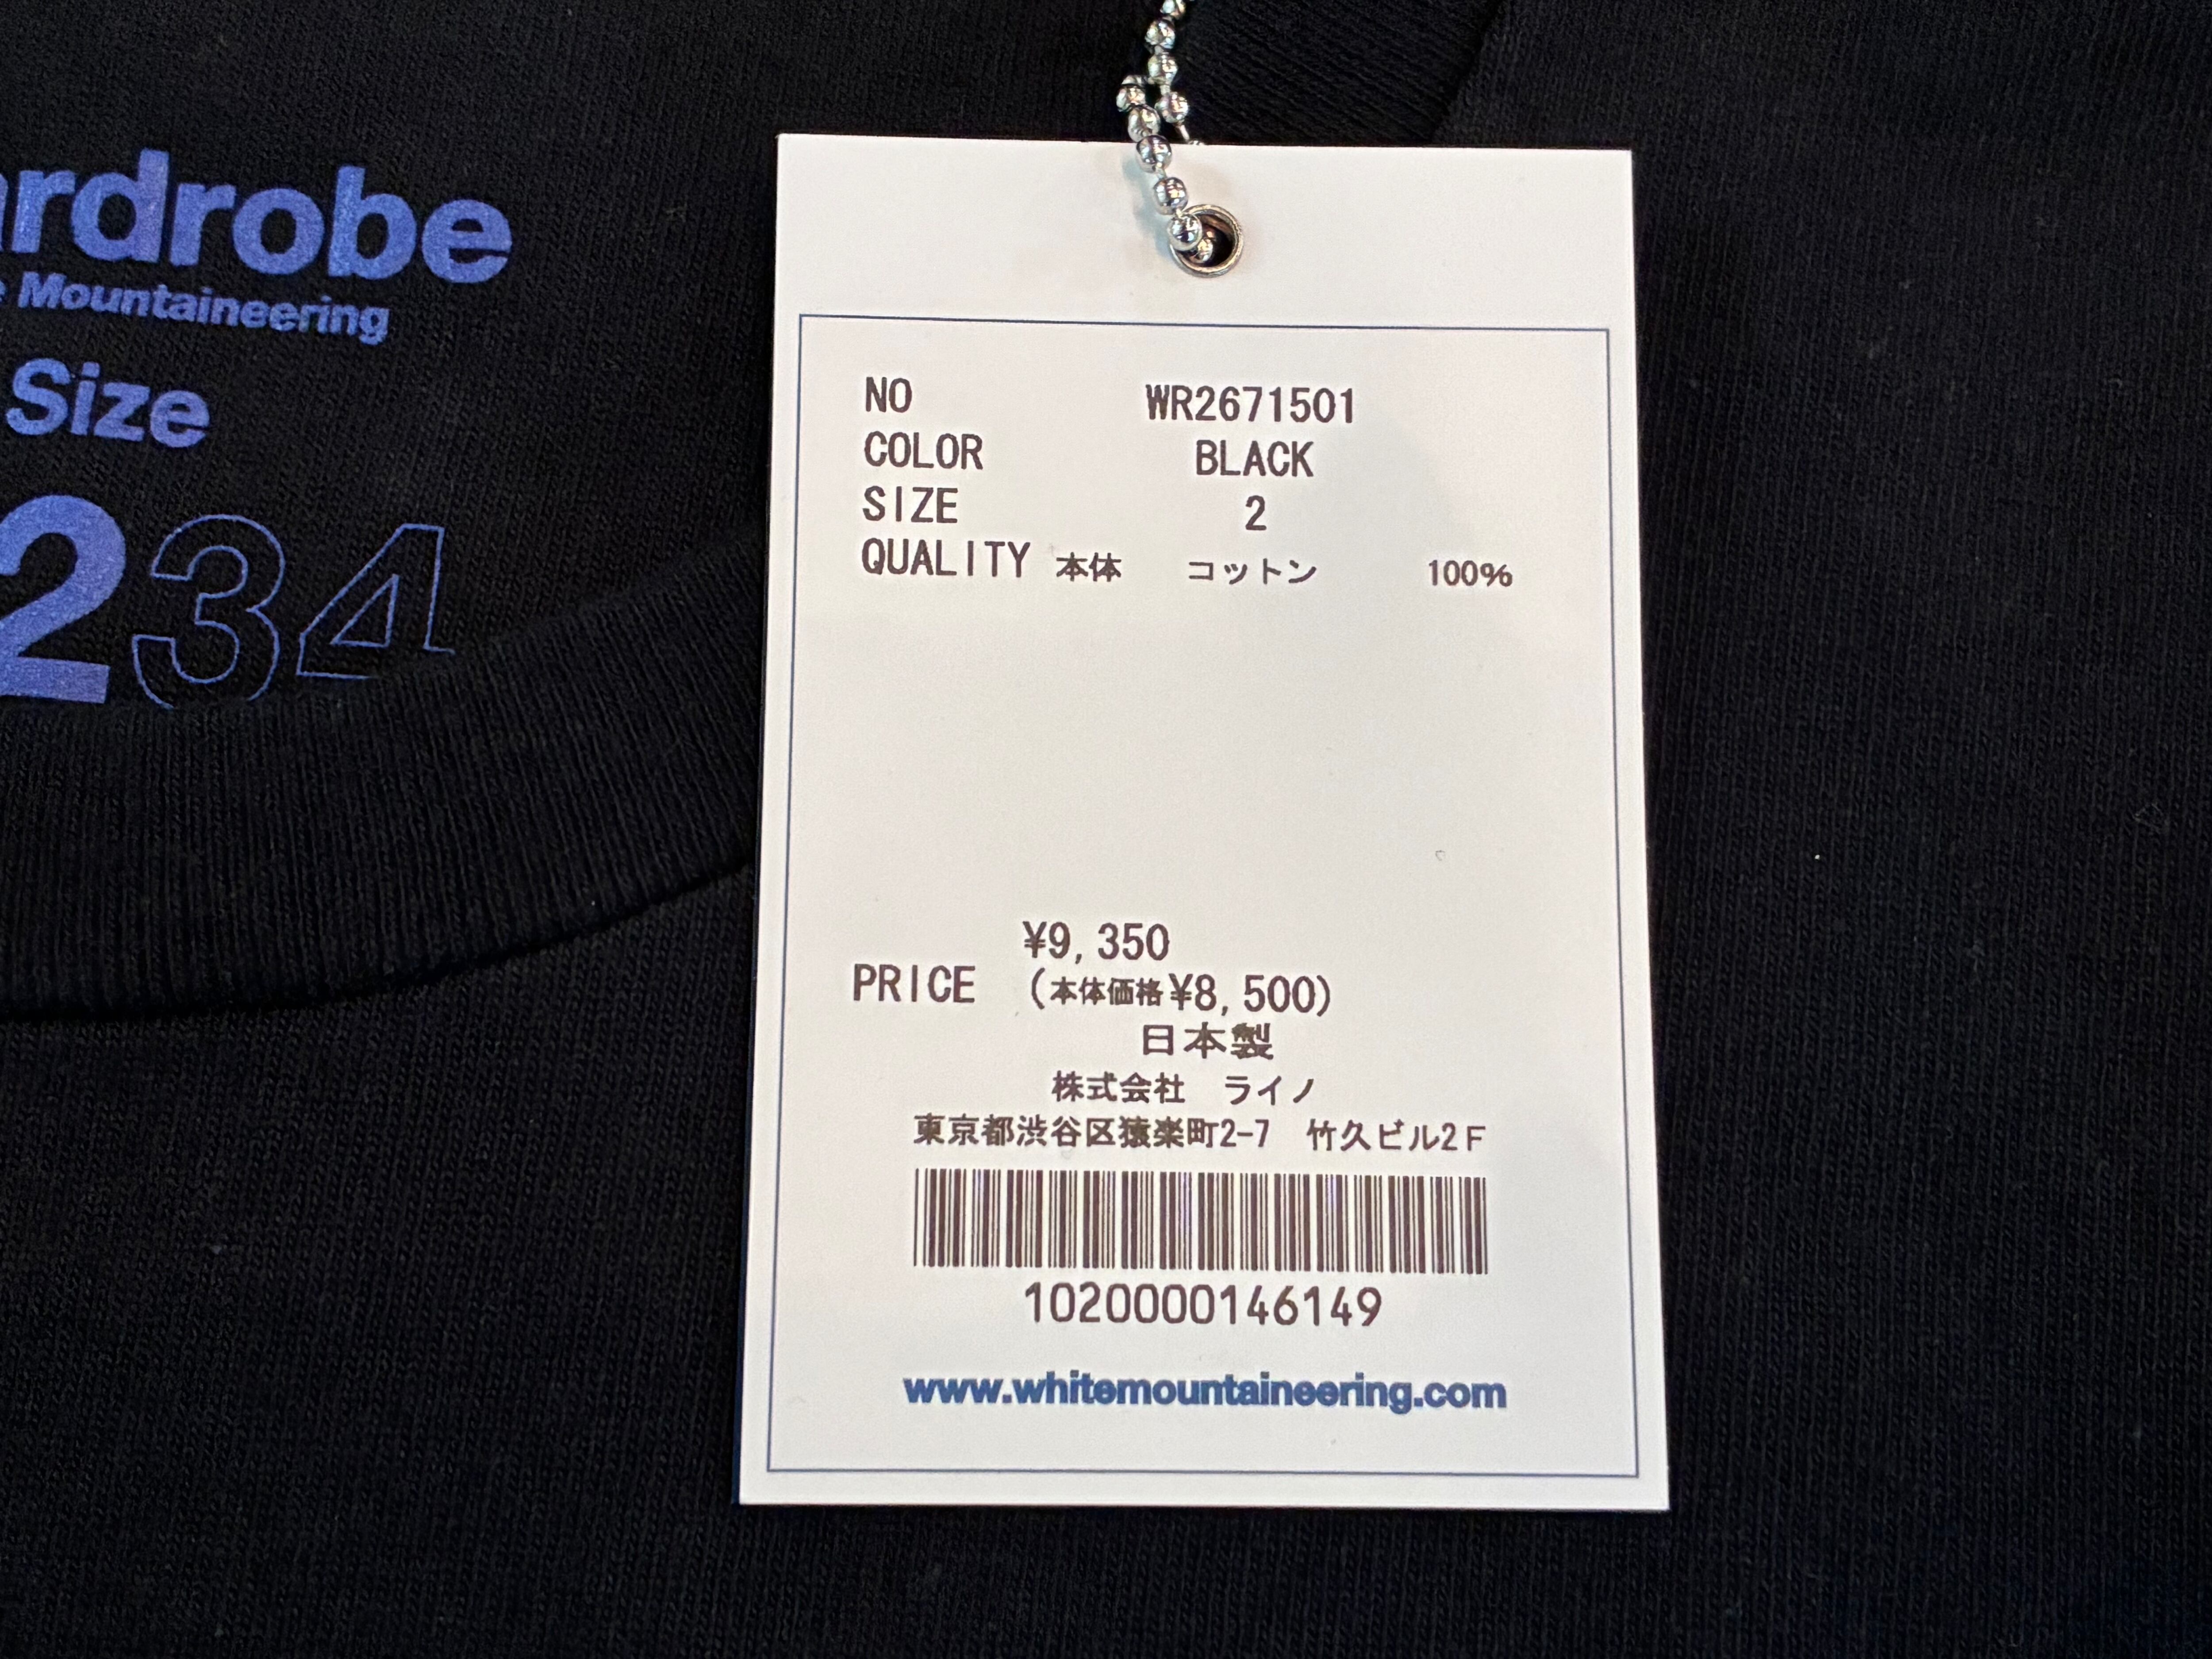 ardrobe
Mountaineering
Size
234
NO WR2671501
COLOR BLACK
SIZE 2
QUALITY 本体 コットン 100%
¥9,350
PRICE (本体価格¥8,500)
日本製
株式会社 ライノ
東京都渋谷区猿楽町2-7 竹久ビル2F
1020000146149
www.whitemountaineering.com